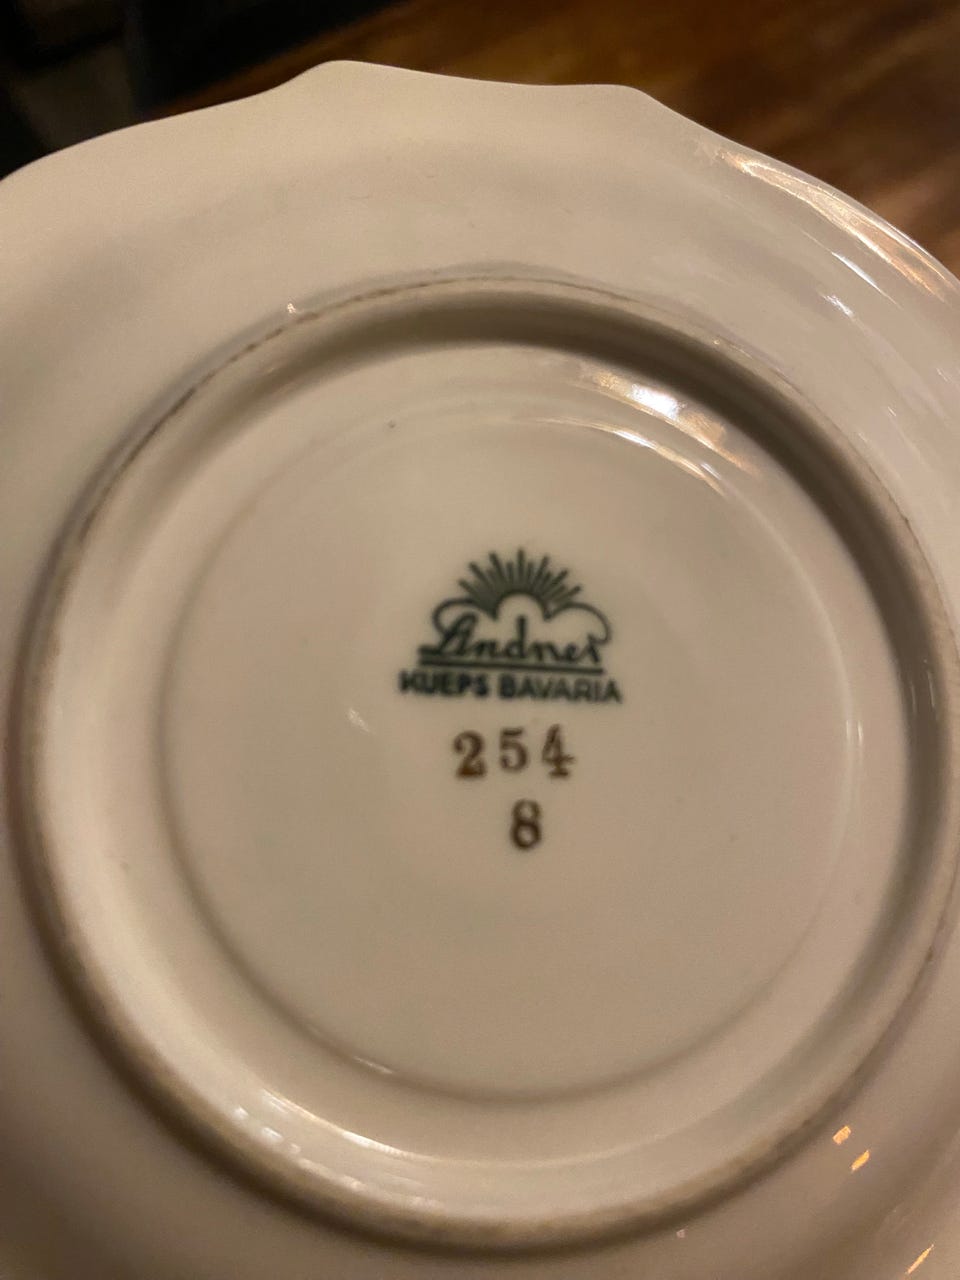 Lindner
KUEPS BAVARIA
254
8